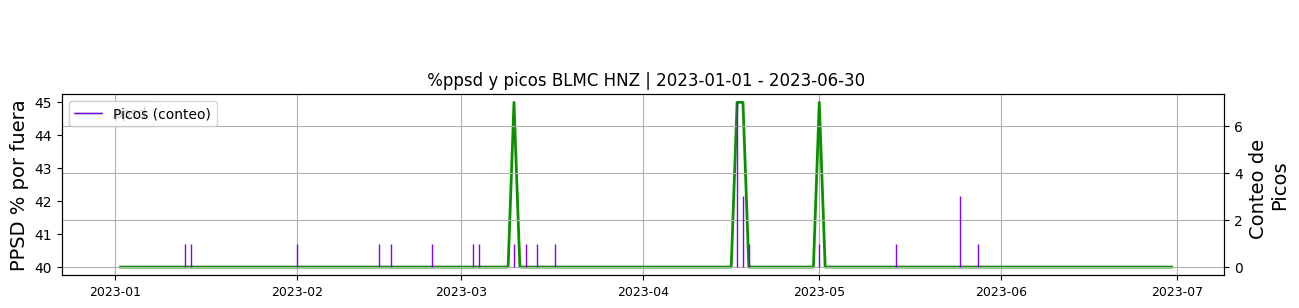 %ppsd y picos BLMC HNZ | 2023-01-01 - 2023-06-30
PPSD % por fuera
45
44
43
42
41
40
Picos (conteo)
6
4
2
0
Conteo de
Picos
2023-01 2023-02 2023-03 2023-04 2023-05 2023-06 2023-07